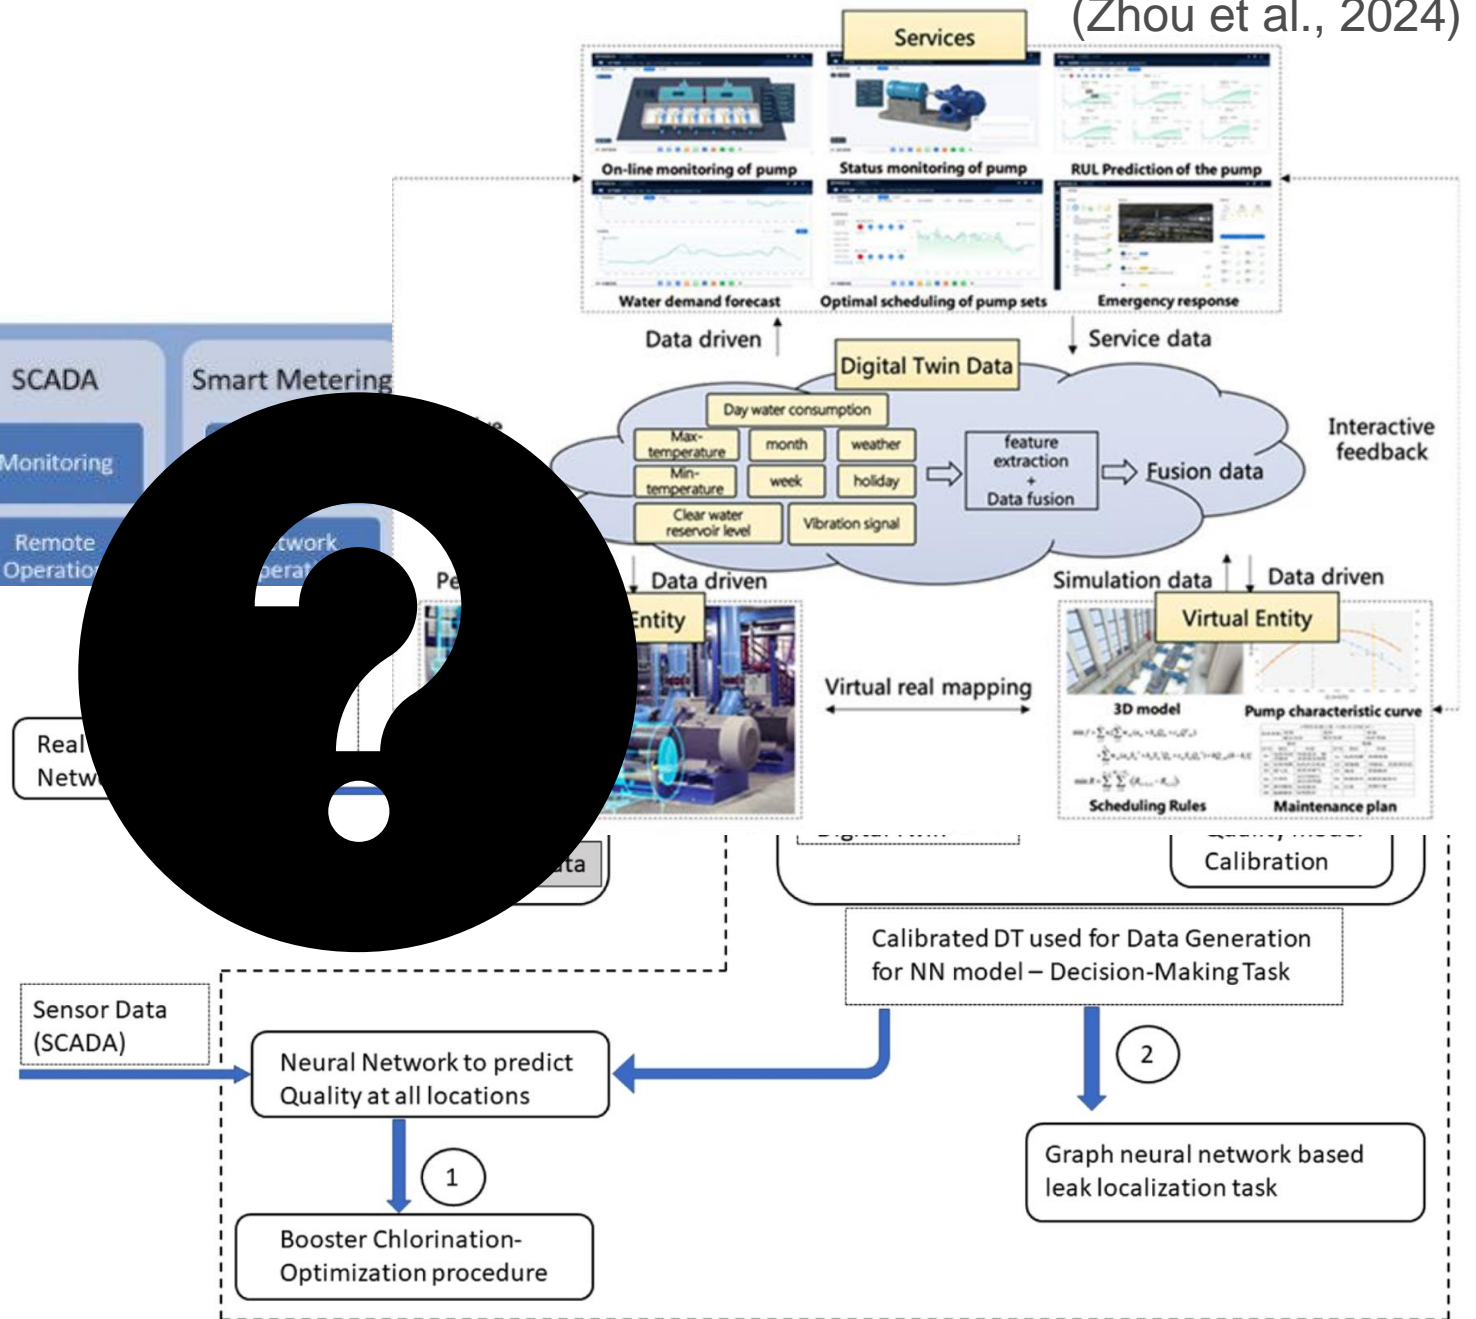 (Zhou et al., 2024)
Services
On-line monitoring of pump
Status monitoring of pump
RUL Prediction of the pump
Water demand forecast
Optimal scheduling of pump sets
Emergency response
Data driven
Service data
SCADA
Smart Metering
Monitoring
Remote
Digital Twin Data
Day water consumption
Max-
temperature
month
weather
Min-
temperature
week
holiday
Clear water
reservoir level
Vibration signal
feature
extraction
+
Data fusion
Fusion data
Interactive
feedback
Data driven
Simulation data
Data driven
Entity
Virtual Entity
Virtual real mapping
3D model
Pump characteristic curve
Scheduling Rules
Maintenance plan
Real
Calibration
Calibrated DT used for Data Generation
for NN model – Decision-Making Task
Sensor Data
(SCADA)
Neural Network to predict
Quality at all locations
2
1
Graph neural network based
leak localization task
Booster Chlorination-
Optimization procedure